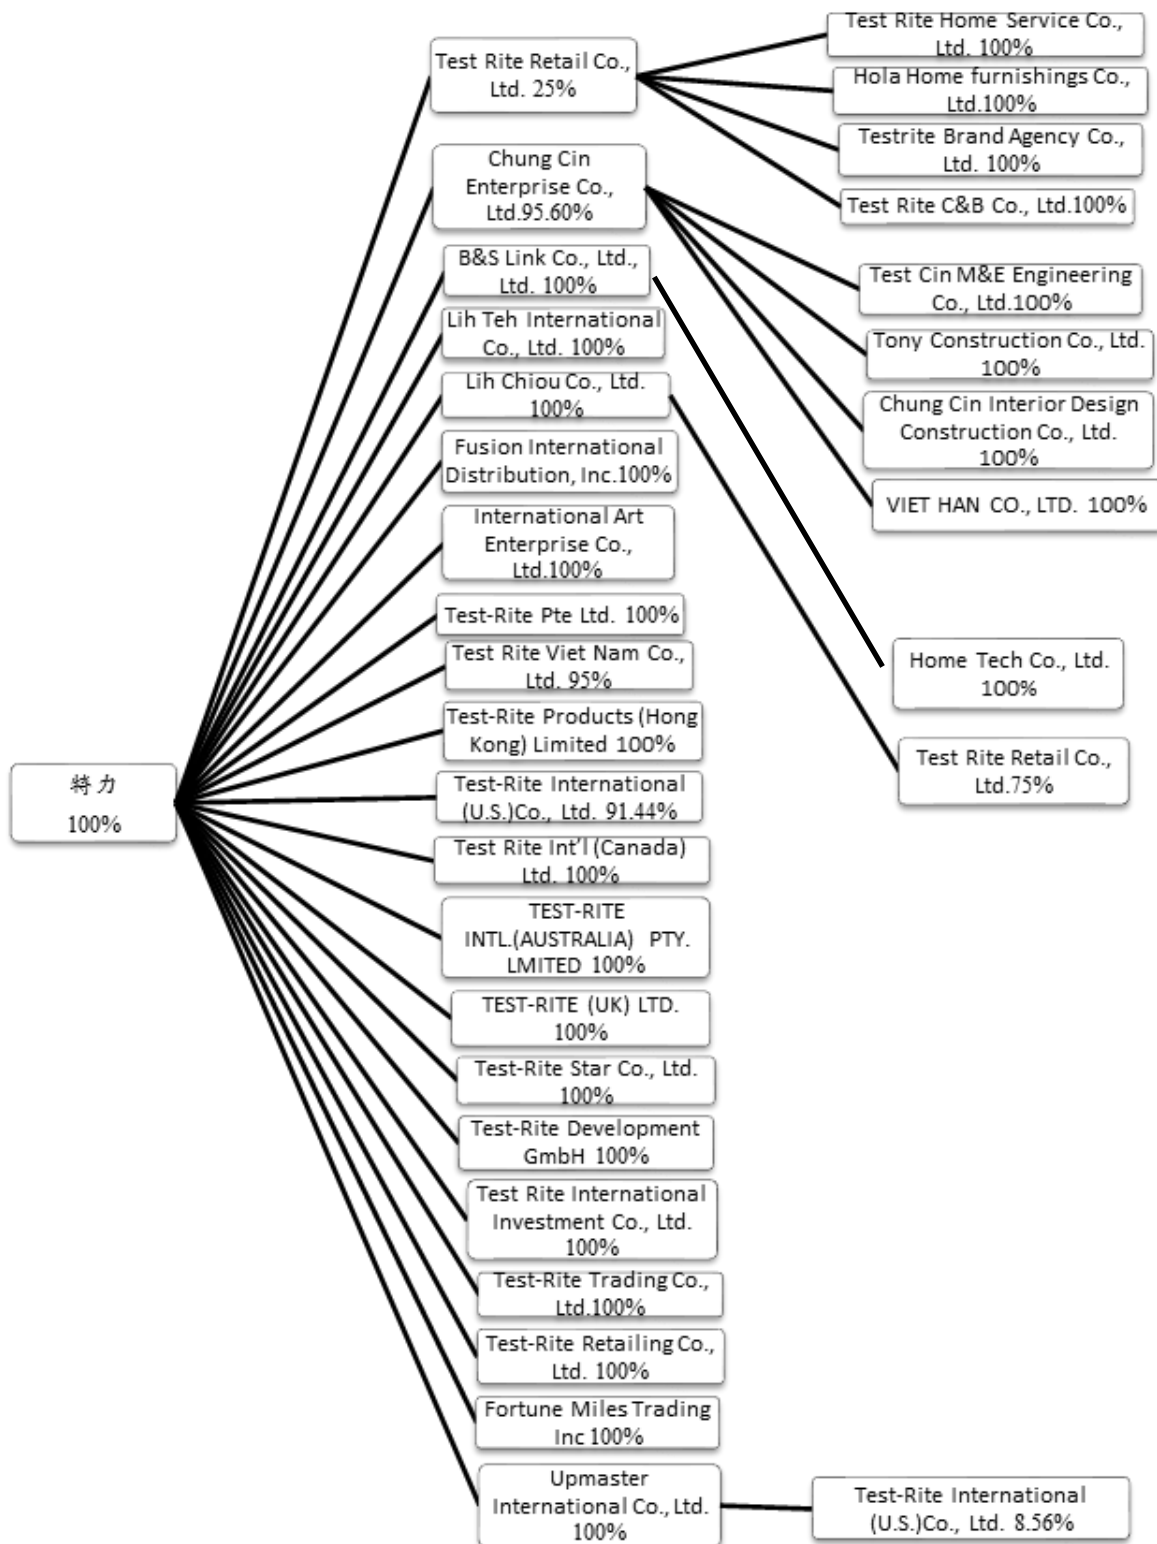 特力
100%
Test Rite Retail Co.,
Ltd. 25%
Chung Cin
Enterprise Co.,
Ltd.95.60%
B&S Link Co., Ltd.,
Ltd. 100%
Lih Teh International
Co., Ltd. 100%
Lih Chiou Co., Ltd.
100%
Fusion International
Distribution, Inc.100%
International Art
Enterprise Co.,
Ltd.100%
Test-Rite Pte Ltd. 100%
Test Rite Viet Nam Co.,
Ltd. 95%
Test-Rite Products (Hong
Kong) Limited 100%
Test-Rite International
(U.S.)Co., Ltd. 91.44%
Test Rite Int'l (Canada)
Ltd. 100%
TEST-RITE
INTL.(AUSTRALIA) PTY.
LMITED 100%
TEST-RITE (UK) LTD.
100%
Test-Rite Star Co., Ltd.
100%
Test-Rite Development
GmbH 100%
Test Rite International
Investment Co., Ltd.
100%
Test-Rite Trading Co.,
Ltd.100%
Test-Rite Retailing Co.,
Ltd. 100%
Fortune Miles Trading
Inc 100%
Upmaster
International Co., Ltd.
100%
Test Rite Home Service Co.,
Ltd. 100%
Hola Home furnishings Co.,
Ltd.100%
Testrite Brand Agency Co.,
Ltd. 100%
Test Rite C&B Co., Ltd.100%
Test Cin M&E Engineering
Co., Ltd.100%
Tony Construction Co., Ltd.
100%
Chung Cin Interior Design
Construction Co., Ltd.
100%
VIET HAN CO., LTD. 100%
Home Tech Co., Ltd.
100%
Test Rite Retail Co.,
Ltd.75%
Test-Rite International
(U.S.)Co., Ltd. 8.56%